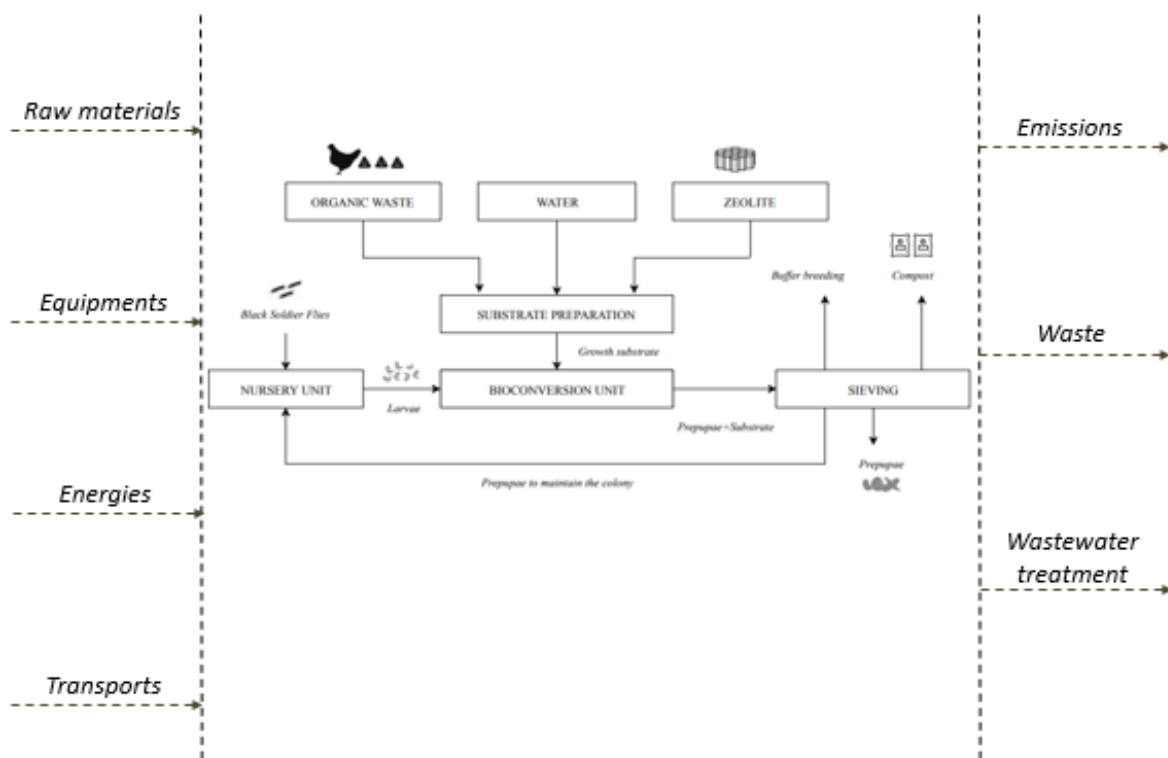 Raw materials
Emissions
ORGANIC WASTE
WATER
ZEOLITE
Buffer breeding
Compost
Equipments
Black Soldier Flies
SUBSTRATE PREPARATION
Waste
Growth substrate
NURSERY UNIT
BIOCONVERSION UNIT
SIEVING
Larvae
Prepupae+Substrate
Prepupae
Prepupae to maintain the colony
Energies
Wastewater
treatment
Transports